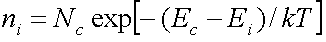 n_i = N_c exp[-(E_c - E_i)/kT]